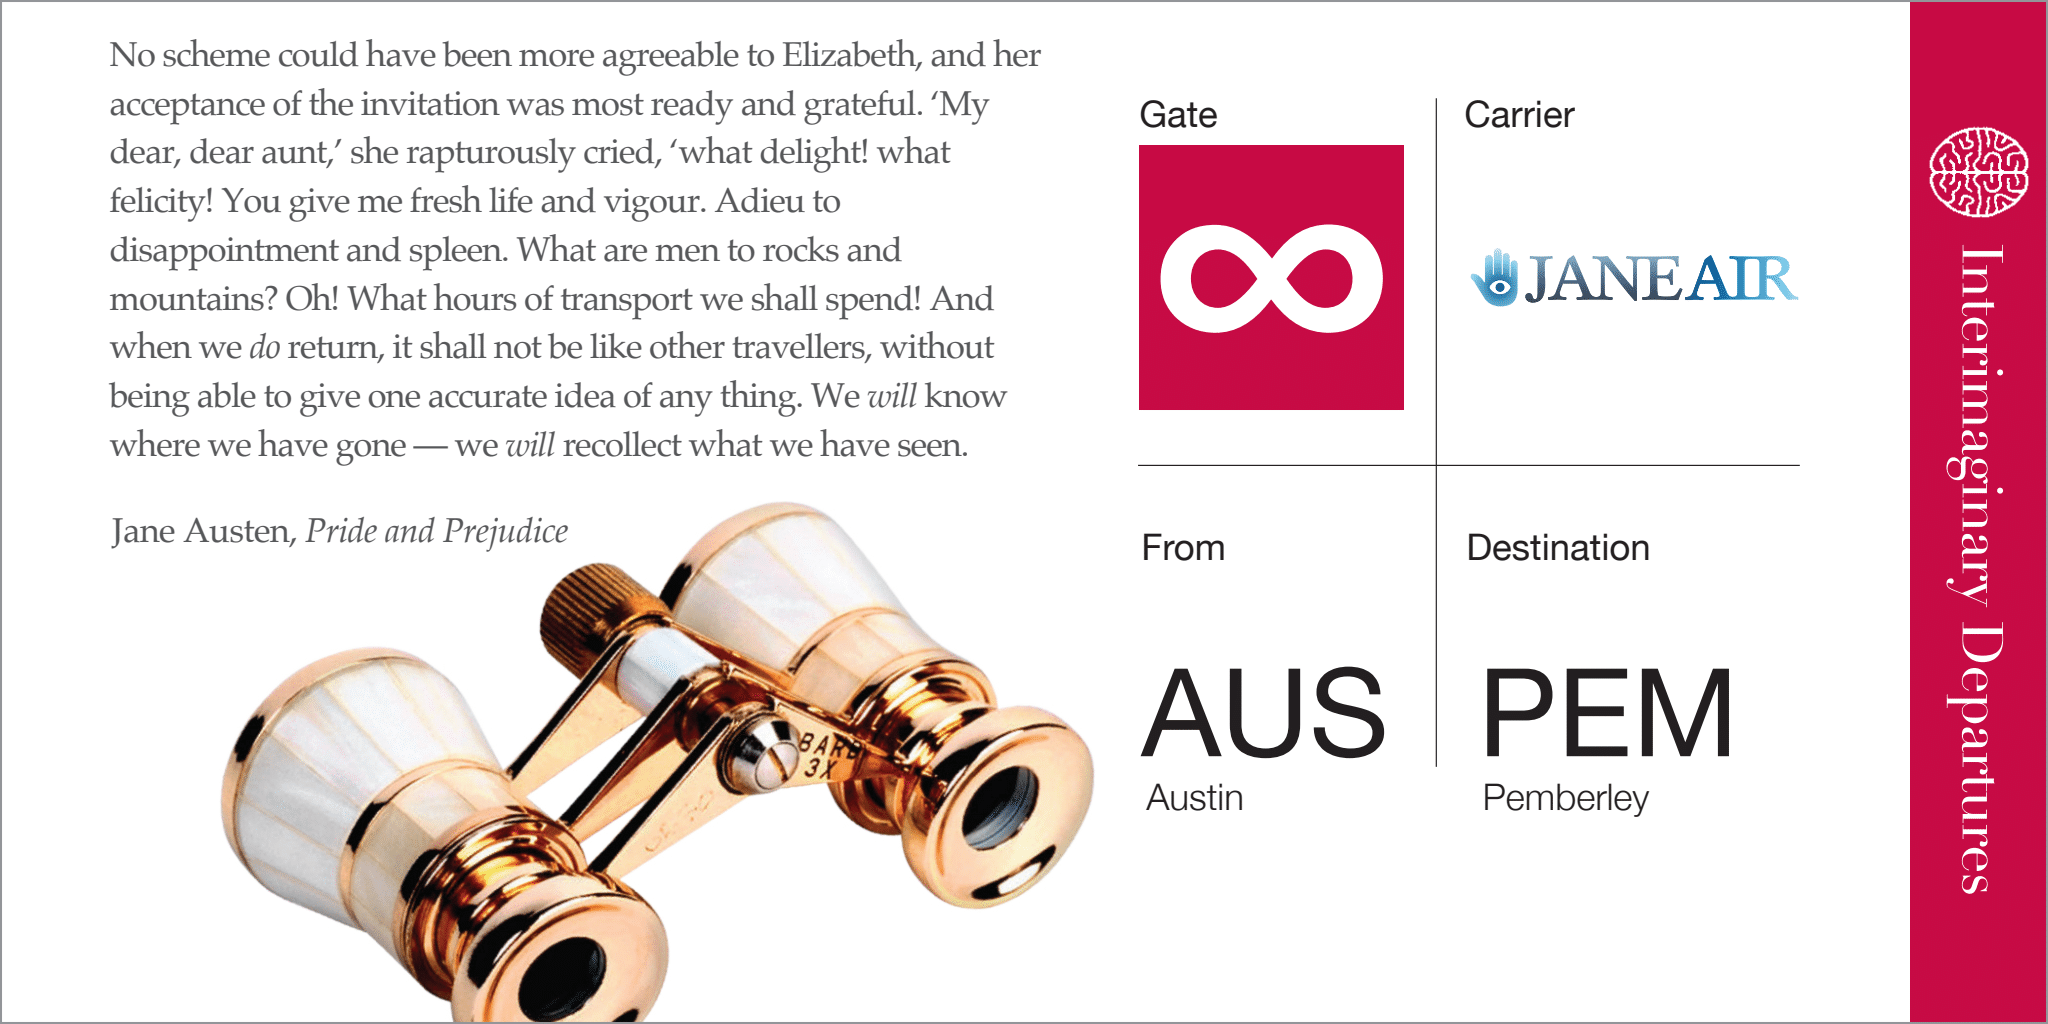 No scheme could have been more agreeable to Elizabeth, and her
acceptance of the invitation was most ready and grateful. ‘My
dear, dear aunt,’ she rapturously cried, ‘what delight! what
felicity! You give me fresh life and vigour. Adieu to
disappointment and spleen. What are men to rocks and
mountains? Oh! What hours of transport we shall spend! And
when we do return, it shall not be like other travellers, without
being able to give one accurate idea of any thing. We will know
where we have gone — we will recollect what we have seen.
Jane Austen, Pride and Prejudice
3X
Gate
Carrier
JANEAIR
From
Destination
AUS
Austin
PEM
Pemberley
Interimaginary Departures